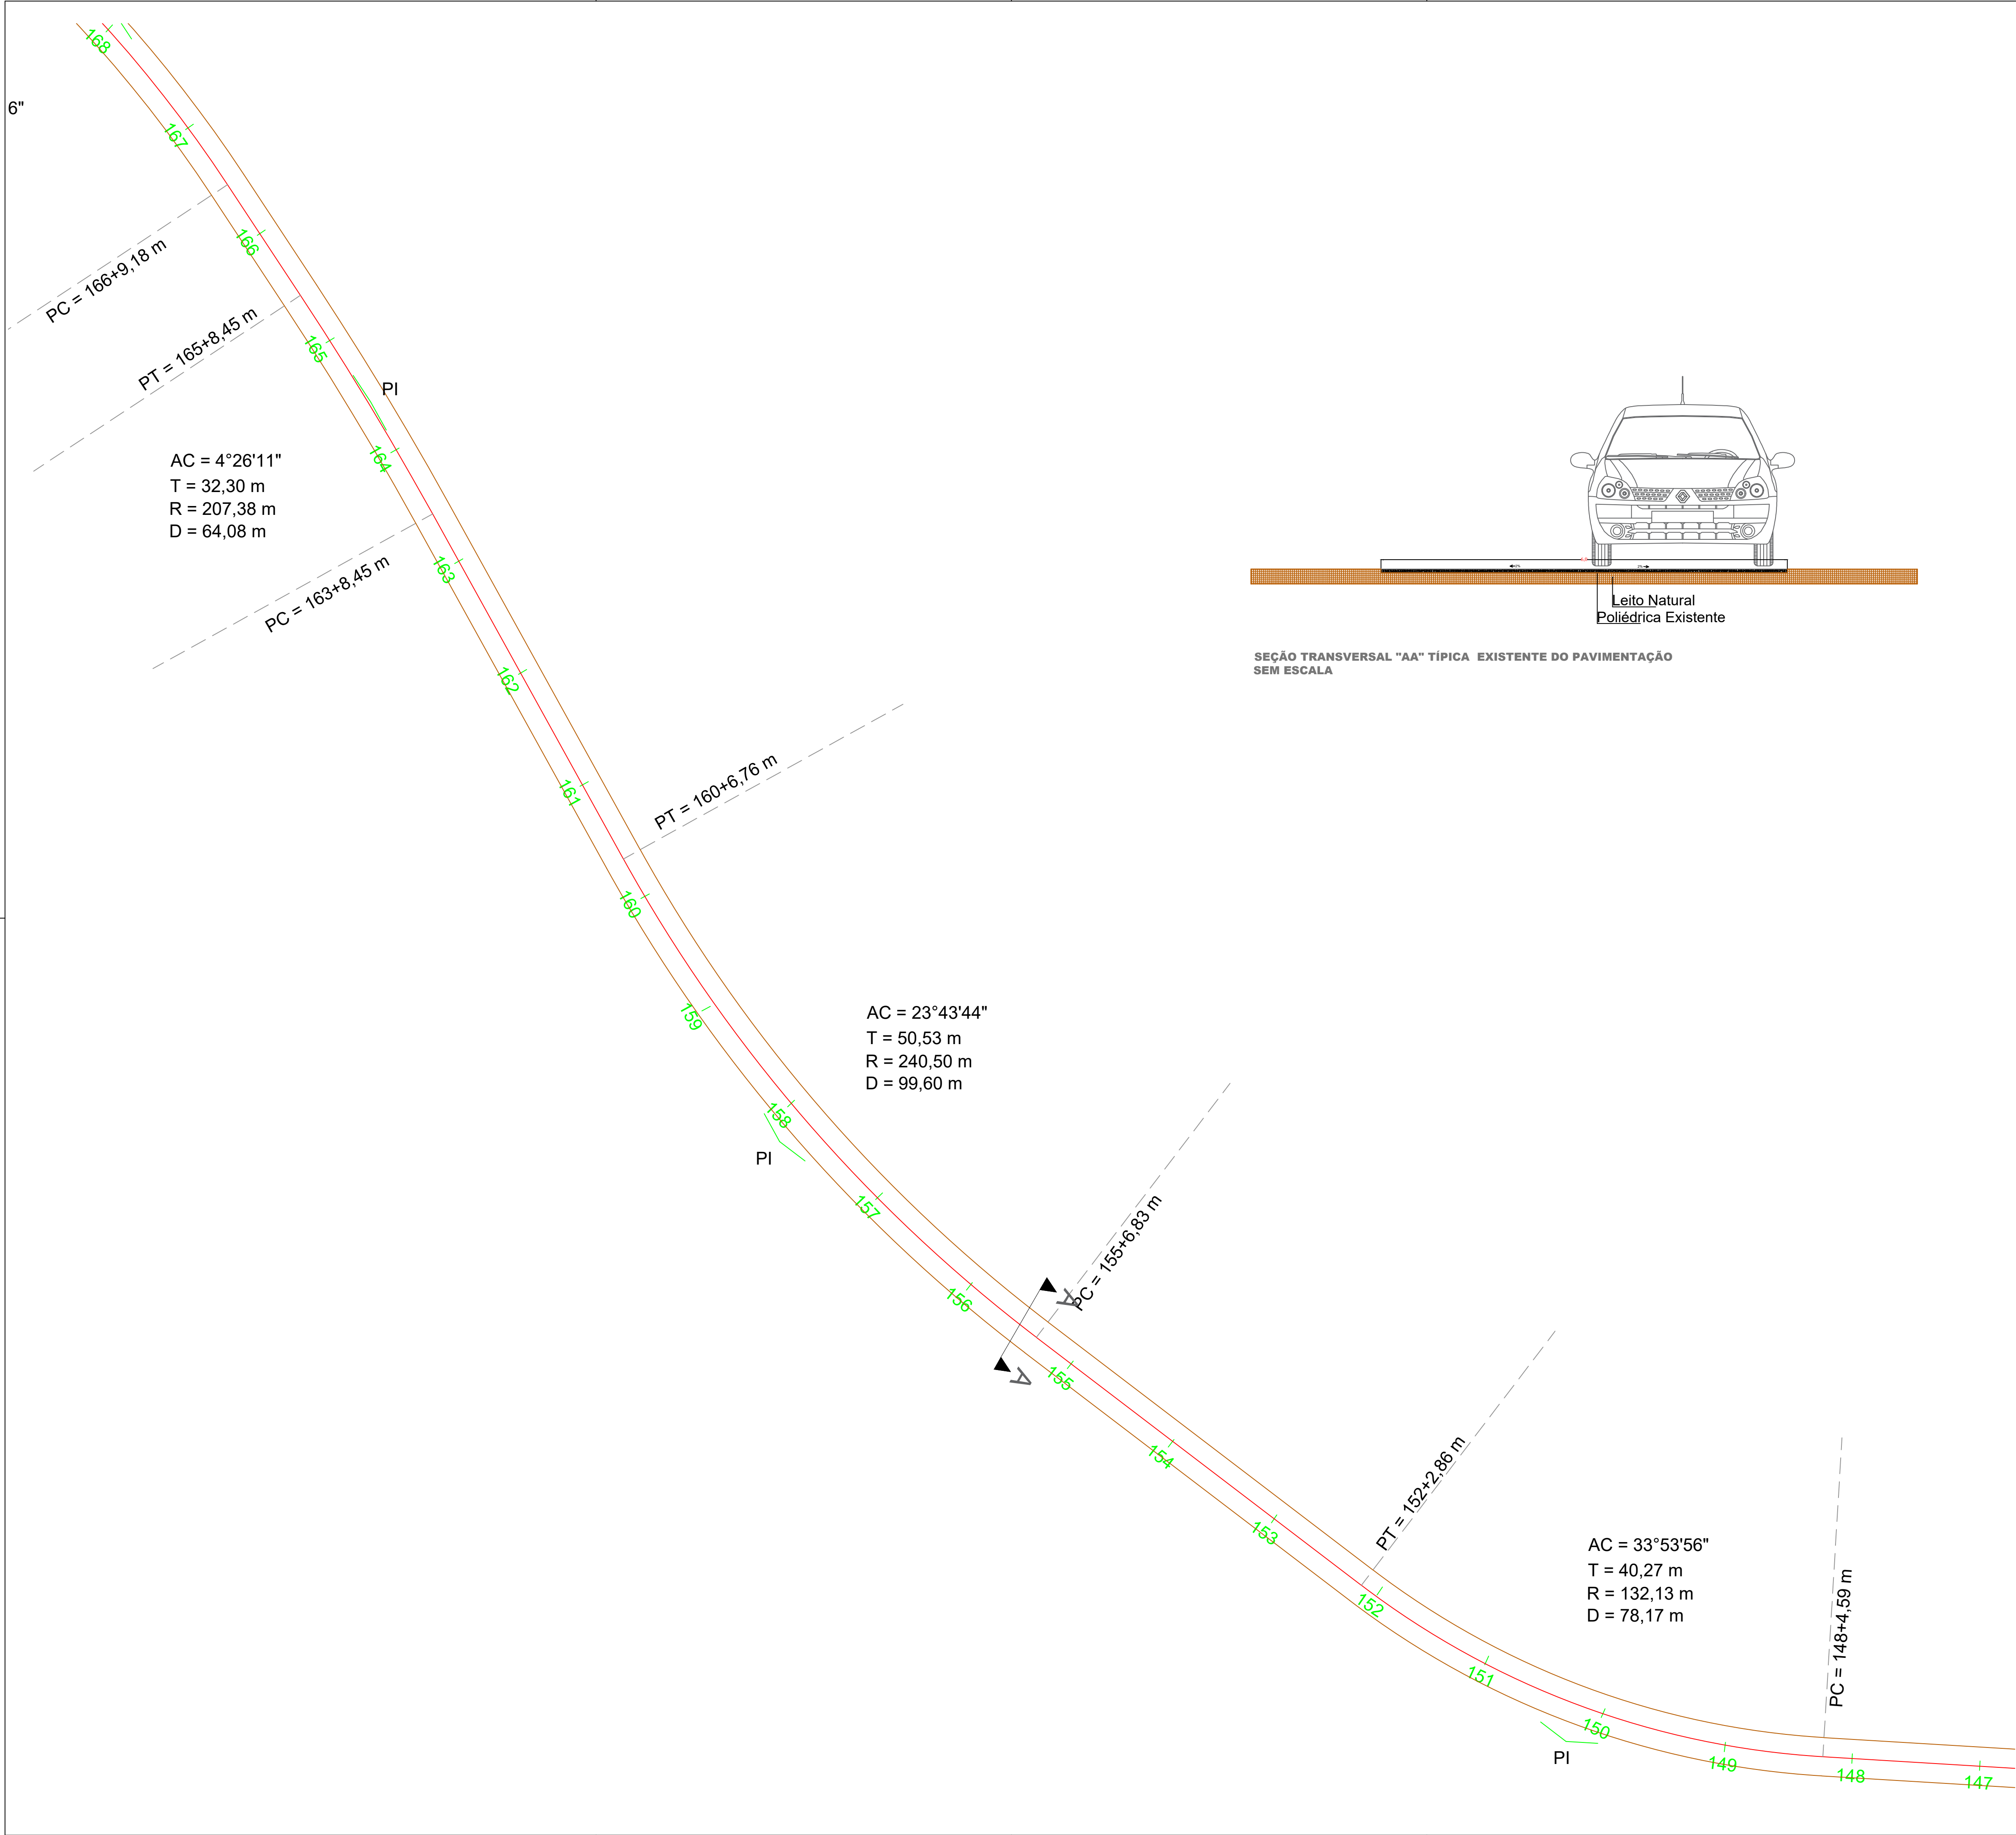 168
6"
167
166
PC = 166+9,18 m
PT = 165+8,45 m
165
PI
164
AC = 4°26'11"
T = 32,30 m
R = 207,38 m
D = 64,08 m
163
PC = 163+8,45 m
Leito Natural
Poliédrica Existente
SEÇÃO TRANSVERSAL "AA" TÍPICA EXISTENTE DO PAVIMENTAÇÃO
SEM ESCALA
162
PT = 160+6,76 m
161
160
159
AC = 23°43'44"
T = 50,53 m
R = 240,50 m
D = 99,60 m
158
PI
157
PC = 155+6,83 m
156
A
A
155
154
PT = 152+2,86 m
153
AC = 33°53'56"
T = 40,27 m
R = 132,13 m
D = 78,17 m
152
PC = 148+4,59 m
151
150
PI
149
148
147